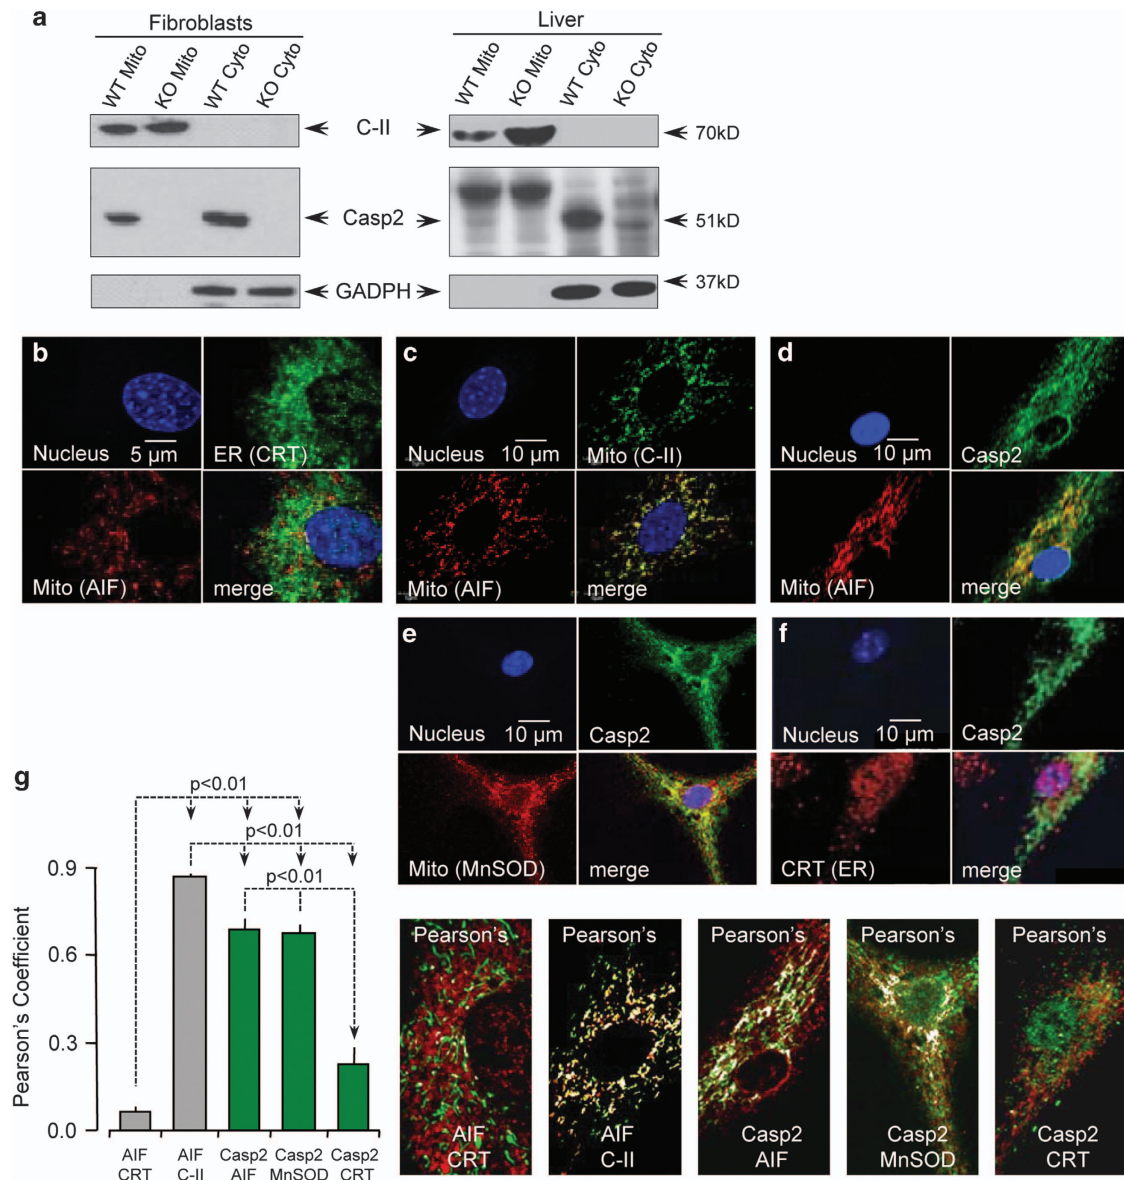 a
Fibroblasts
Liver
WT Mito
KO Mito
WT Cyto
KO Cyto
WT Mito
KO Mito
WT Cyto
KO Cyto
C-II
70kD
Casp2
51kD
GADPH
37kD
b
Nucleus
5 µm
ER (CRT)
Mito (AIF)
merge
c
Nucleus
10 µm
Mito (C-II)
Mito (AIF)
merge
d
Nucleus
10 µm
Casp2
Mito (AIF)
merge
e
Nucleus
10 µm
Casp2
Mito (MnSOD)
merge
f
Nucleus
10 µm
Casp2
CRT (ER)
merge
g
p<0.01
p<0.01
p<0.01
Pearson's Coefficient
0.9
0.6
0.3
0.0
AIF
CRT
AIF
C-II
Casp2
AIF
Casp2
MnSOD
Casp2
CRT
Pearson's
AIF
CRT
Pearson's
AIF
C-II
Pearson's
Casp2
AIF
Pearson's
Casp2
MnSOD
Pearson's
Casp2
CRT